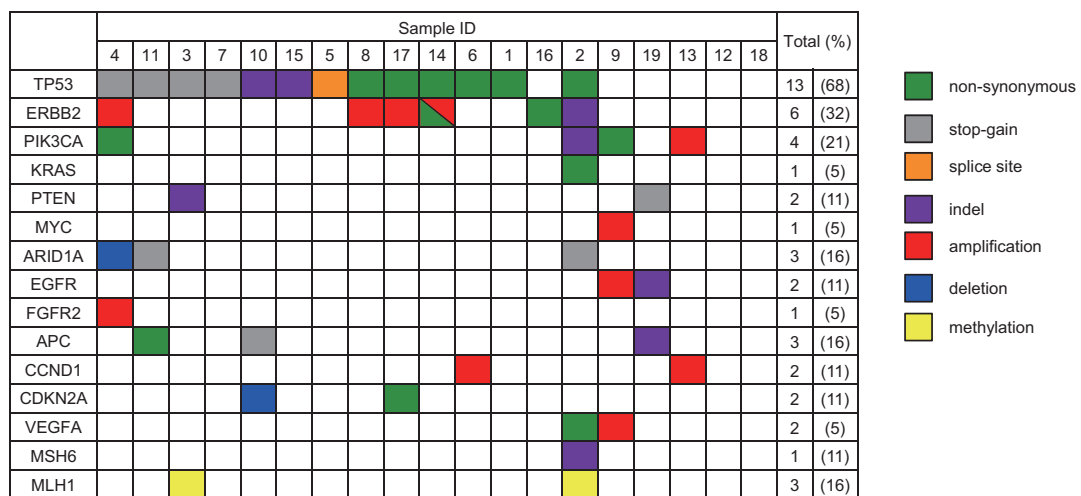 Sample ID
Total (%)
4 11 3 7 10 15 5 8 17 14 6 1 16 2 9 19 13 12 18
TP53 13 (68)
ERBB2 6 (32)
PIK3CA 4 (21)
KRAS 1 (5)
PTEN 2 (11)
MYC 1 (5)
ARID1A 3 (16)
EGFR 2 (11)
FGFR2 1 (5)
APC 3 (16)
CCND1 2 (11)
CDKN2A 2 (11)
VEGFA 2 (5)
MSH6 1 (11)
MLH1 3 (16)
non-synonymous
stop-gain
splice site
indel
amplification
deletion
methylation